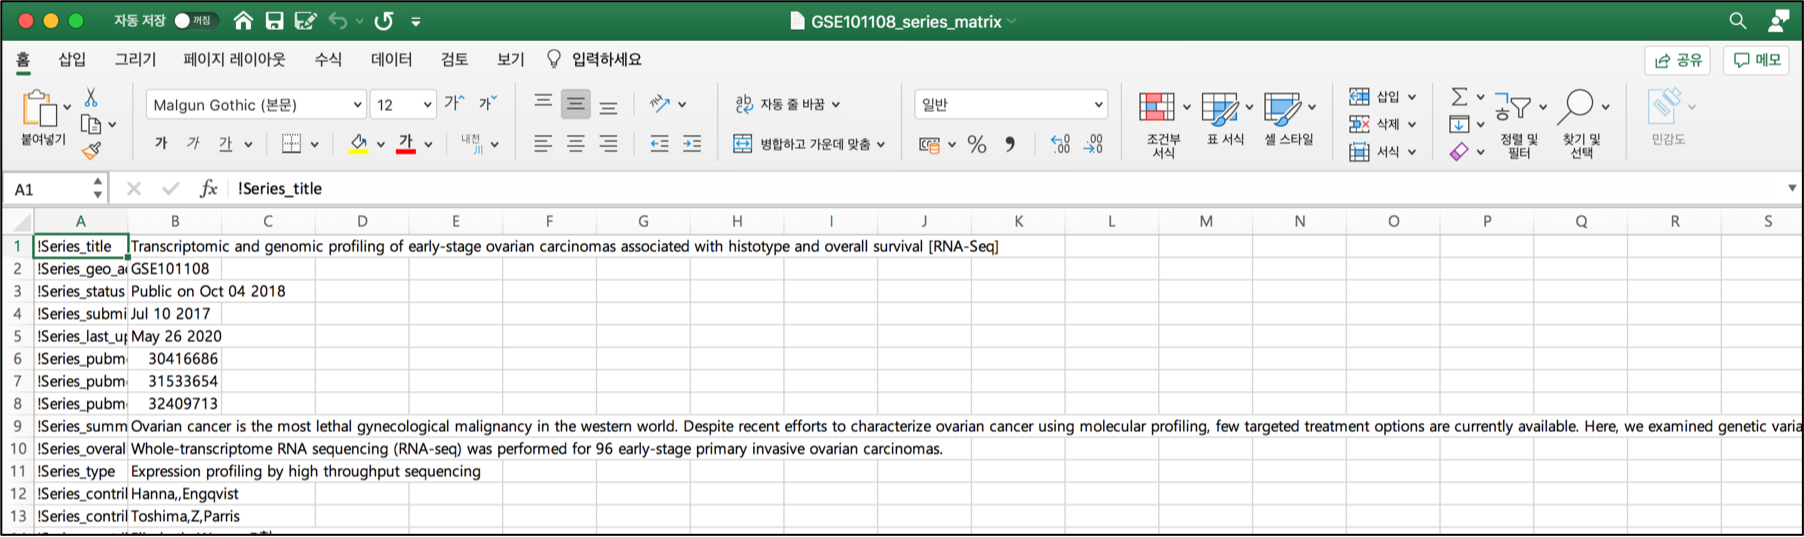 자동 저장 꺼짐 GSE101108_series_matrix
홈 삽입 그리기 페이지 레이아웃 수식 데이터 검토 보기 입력하세요 공유 메모
붙여넣기 Malgun Gothic (본문) 12 가^ 가ˇ 자동 줄 바꿈 일반 조건부 서식 표 서식 셀 스타일 삽입 정렬 및 필터 찾기 및 선택 민감도
가 가 가 가 내천 병합하고 가운데 맞춤 % 삭제
서식
A1 fx !Series_title
A B C D E F G H I J K L M N O P Q R S
1 !Series_title Transcriptomic and genomic profiling of early-stage ovarian carcinomas associated with histotype and overall survival [RNA-Seq]
2 !Series_geo_a GSE101108
3 !Series_status Public on Oct 04 2018
4 !Series_submi Jul 10 2017
5 !Series_last_up May 26 2020
6 !Series_pubm 30416686
7 !Series_pubm 31533654
8 !Series_pubm 32409713
9 !Series_summ Ovarian cancer is the most lethal gynecological malignancy in the western world. Despite recent efforts to characterize ovarian cancer using molecular profiling, few targeted treatment options are currently available. Here, we examined genetic varia
10 !Series_overal Whole-transcriptome RNA sequencing (RNA-seq) was performed for 96 early-stage primary invasive ovarian carcinomas.
11 !Series_type Expression profiling by high throughput sequencing
12 !Series_contril Hanna,,Engqvist
13 !Series_contril Toshima,Z,Parris